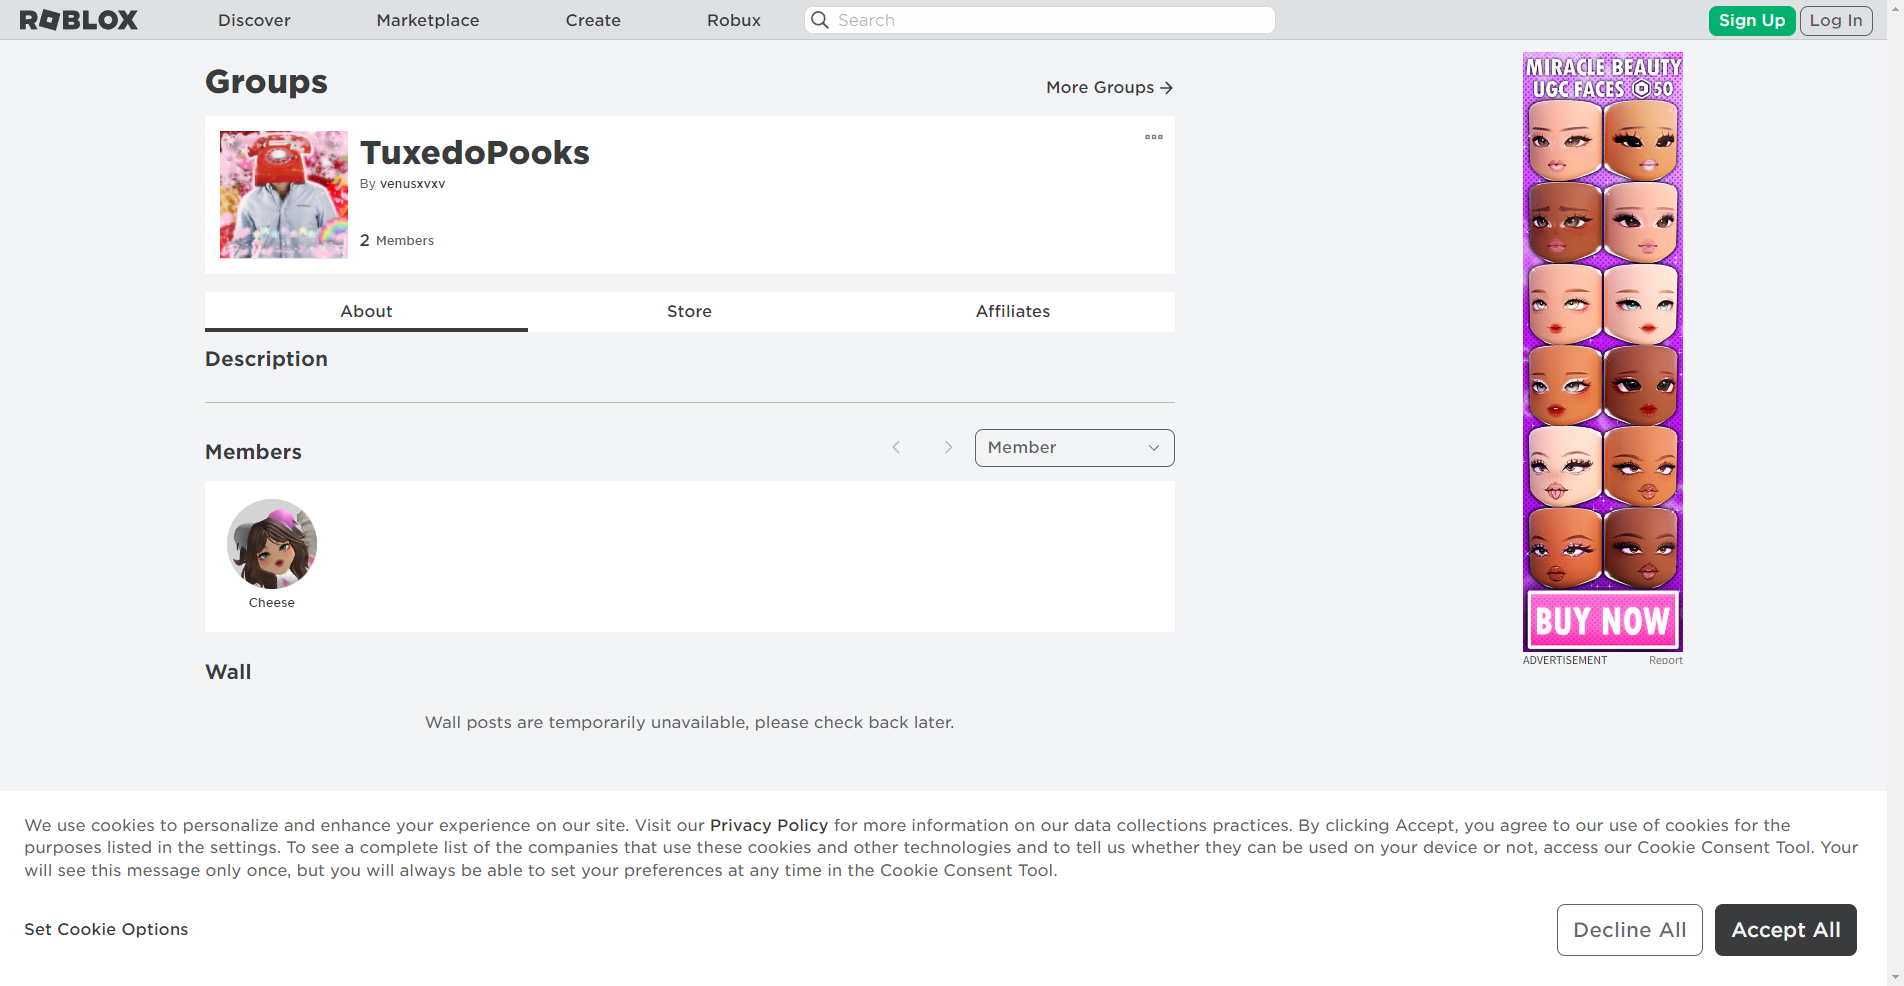 ROBLOX
Discover
Marketplace
Create
Robux
Search
Sign Up
Log In
Groups
More Groups
TuxedoPooks
By venusxvxv
2 Members
About
Store
Affiliates
Description
Members
Member
Cheese
Wall
Wall posts are temporarily unavailable, please check back later.
MIRACLE BEAUTY
UGC FACES 50
BUY NOW
ADVERTISEMENT
Report
We use cookies to personalize and enhance your experience on our site. Visit our Privacy Policy for more information on our data collections practices. By clicking Accept, you agree to our use of cookies for the
purposes listed in the settings. To see a complete list of the companies that use these cookies and other technologies and to tell us whether they can be used on your device or not, access our Cookie Consent Tool. Your
will see this message only once, but you will always be able to set your preferences at any time in the Cookie Consent Tool.
Set Cookie Options
Decline All
Accept All